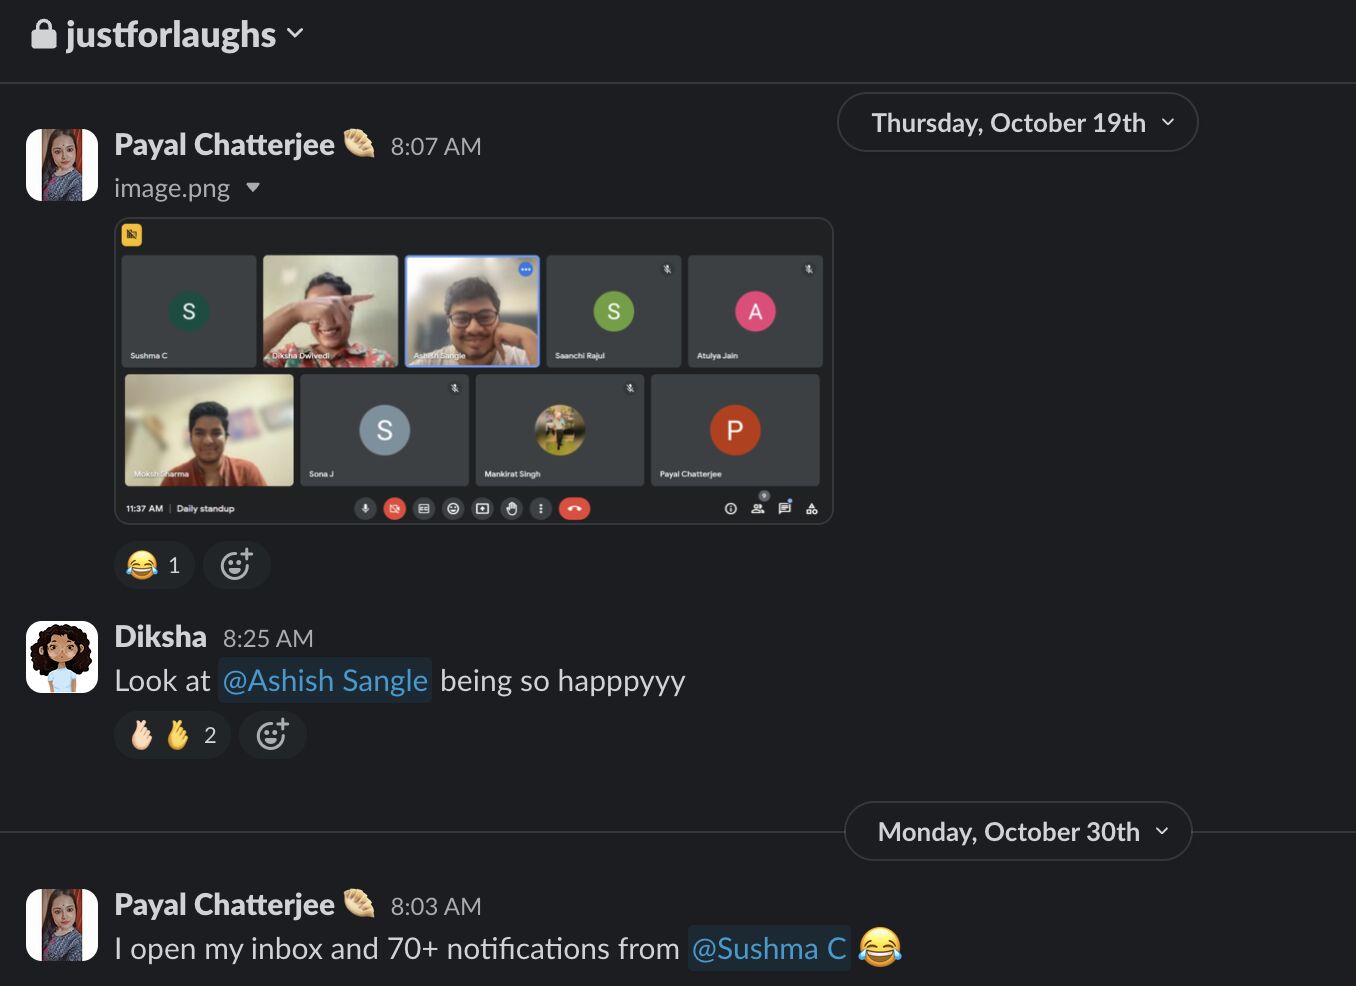 justforlaughs
Thursday, October 19th
Payal Chatterjee 8:07 AM
image.png
S
Sushma C
Diksha Dwivedi
Ashish Sangle
S
Saanchi Rajul
A
Atulya Jain
Moksh Sharma
S
Sona J
Mankirat Singh
P
Payal Chatterjee
11:37 AM | Daily standup
9
😂 1
Diksha 8:25 AM
Look at @Ashish Sangle being so happpyyy
2
Monday, October 30th
Payal Chatterjee 8:03 AM
I open my inbox and 70+ notifications from @Sushma C 😂